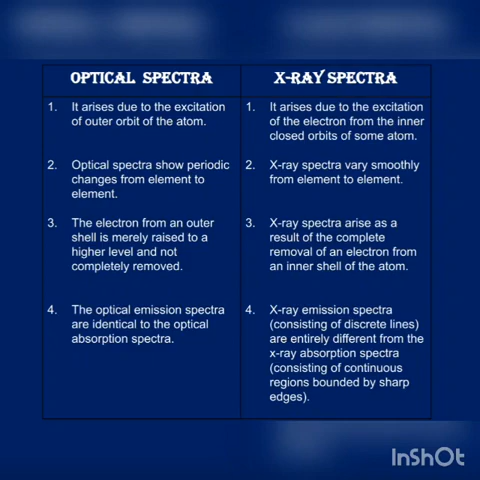 OPTICAL SPECTRA
X-RAY SPECTRA
1. It arises due to the excitation
of outer orbit of the atom.
1. It arises due to the excitation
of the electron from the inner
closed orbits of some atom.
2. Optical spectra show periodic
changes from element to
element.
2. X-ray spectra vary smoothly
from element to element.
3. The electron from an outer
shell is merely raised to a
higher level and not
completely removed.
3. X-ray spectra arise as a
result of the complete
removal of an electron from
an inner shell of the atom.
4. The optical emission spectra
are identical to the optical
absorption spectra.
4. X-ray emission spectra
(consisting of discrete lines)
are entirely different from the
x-ray absorption spectra
(consisting of continuous
regions bounded by sharp
edges).
InShOt